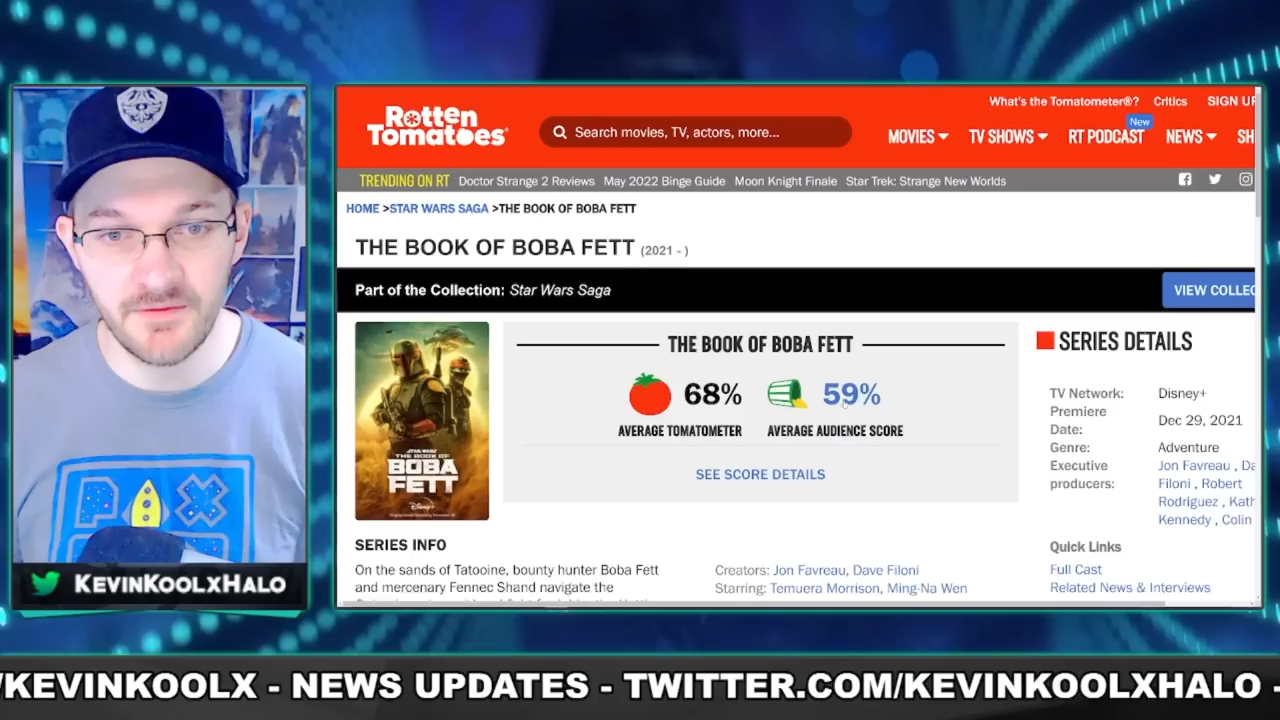 Rotten
Tomatoes
Search movies, TV, actors, more...
What's the Tomatometer®? Critics SIGN UP
New
MOVIES TV SHOWS RT PODCAST NEWS SH
TRENDING ON RT Doctor Strange 2 Reviews May 2022 Binge Guide Moon Knight Finale Star Trek: Strange New Worlds
HOME >STAR WARS SAGA >THE BOOK OF BOBA FETT
THE BOOK OF BOBA FETT (2021 - )
Part of the Collection: Star Wars Saga
VIEW COLLEC
STAR WARS
THE BOOK OF
BOBA
FETT
Disney+
THE BOOK OF BOBA FETT
68% 59%
AVERAGE TOMATOMETER AVERAGE AUDIENCE SCORE
SEE SCORE DETAILS
SERIES DETAILS
TV Network: Disney+
Premiere
Date: Dec 29, 2021
Genre: Adventure
Executive
producers: Jon Favreau , Da
Filoni , Robert
Rodriguez , Kath
Kennedy , Colin
Quick Links
Full Cast
Related News & Interviews
SERIES INFO
On the sands of Tatooine, bounty hunter Boba Fett
and mercenary Fennec Shand navigate the
Creators: Jon Favreau, Dave Filoni
Starring: Temuera Morrison, Ming-Na Wen
KEVINKOOLXHALO
/KEVINKOOLX - NEWS UPDATES - TWITTER.COM/KEVINKOOLXHALO -